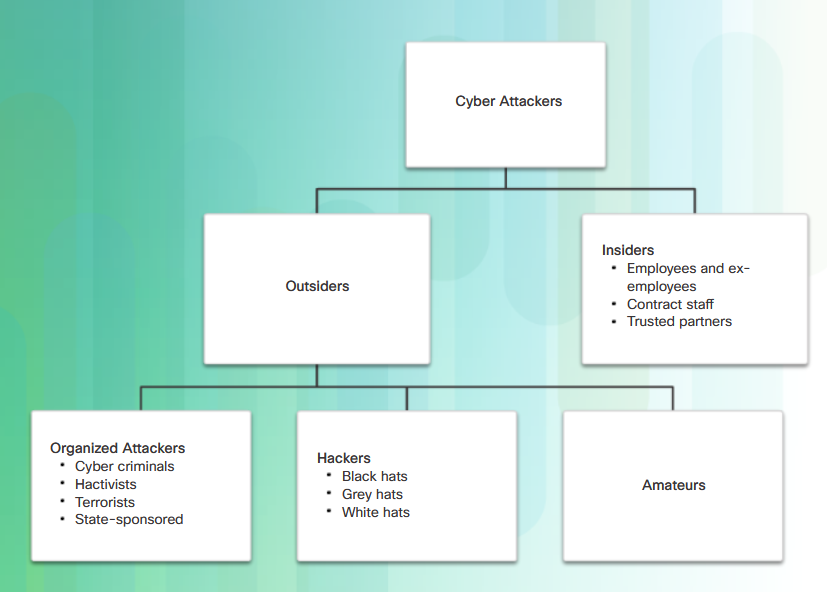 Cyber Attackers
Outsiders
Insiders
• Employees and ex-
employees
• Contract staff
• Trusted partners
Organized Attackers
• Cyber criminals
• Hactivists
• Terrorists
• State-sponsored
Hackers
• Black hats
• Grey hats
• White hats
Amateurs